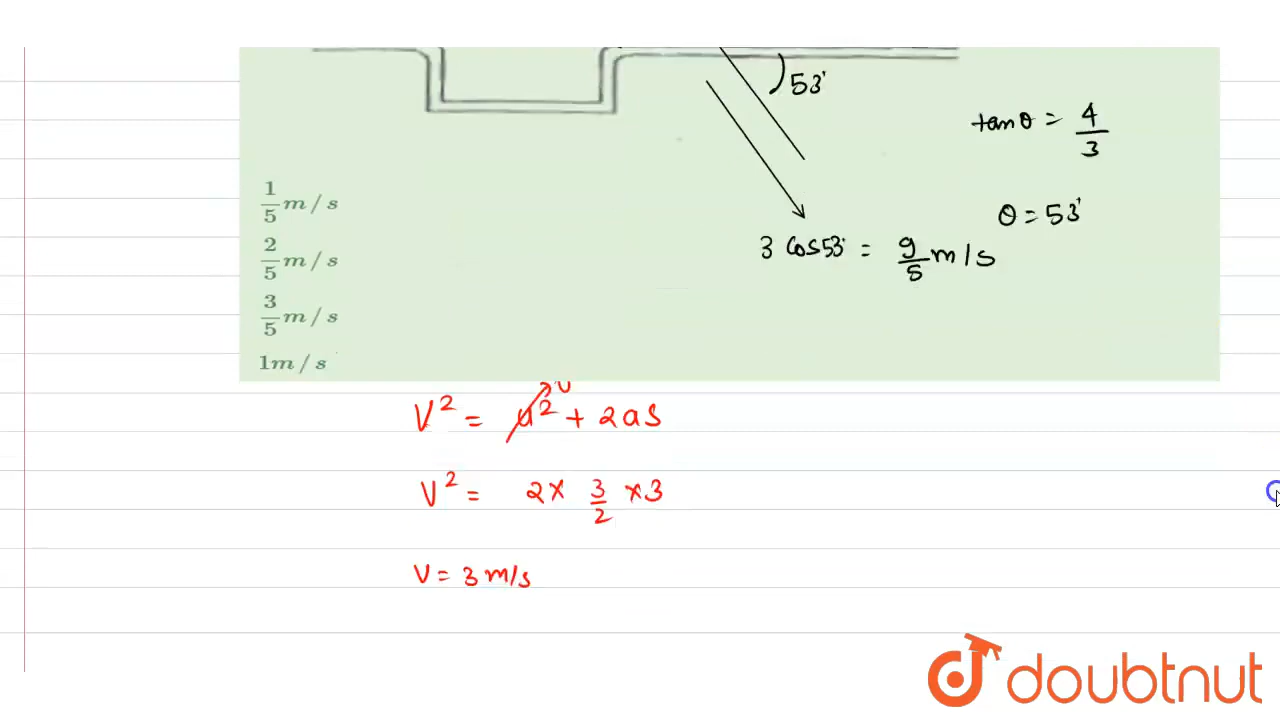 53°
tanθ = 4/3
θ = 53°
3 cos53° = 9/5 m/s
1/5 m / s
2/5 m / s
3/5 m / s
1m / s
V² = u² + 2as
V² = 2 × 3/2 × 3
V = 3 m/s
doubtnut